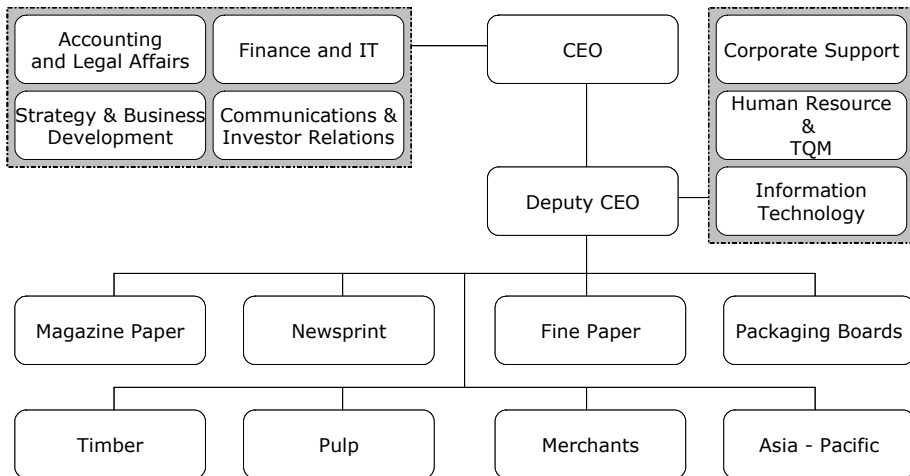 Accounting
and Legal Affairs
Finance and IT
CEO
Corporate Support
Strategy & Business
Development
Communications &
Investor Relations
Human Resource
&
TQM
Deputy CEO
Information
Technology
Magazine Paper
Newsprint
Fine Paper
Packaging Boards
Timber
Pulp
Merchants
Asia - Pacific